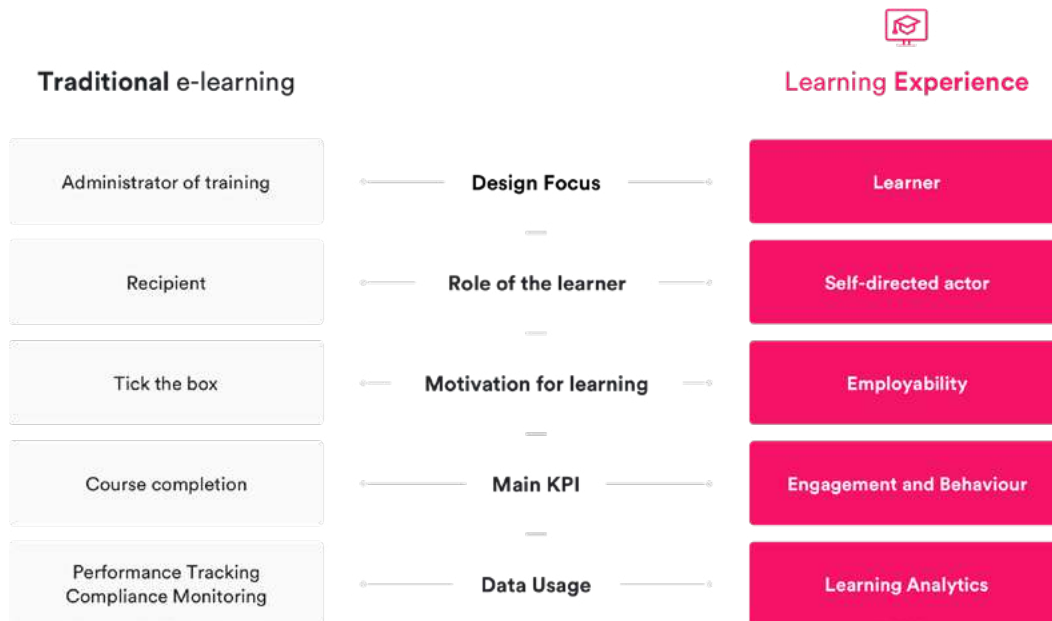 Traditional e-learning
Learning Experience
Administrator of training
Design Focus
Learner
Recipient
Role of the learner
Self-directed actor
Tick the box
Motivation for learning
Employability
Course completion
Main KPI
Engagement and Behaviour
Performance Tracking
Compliance Monitoring
Data Usage
Learning Analytics